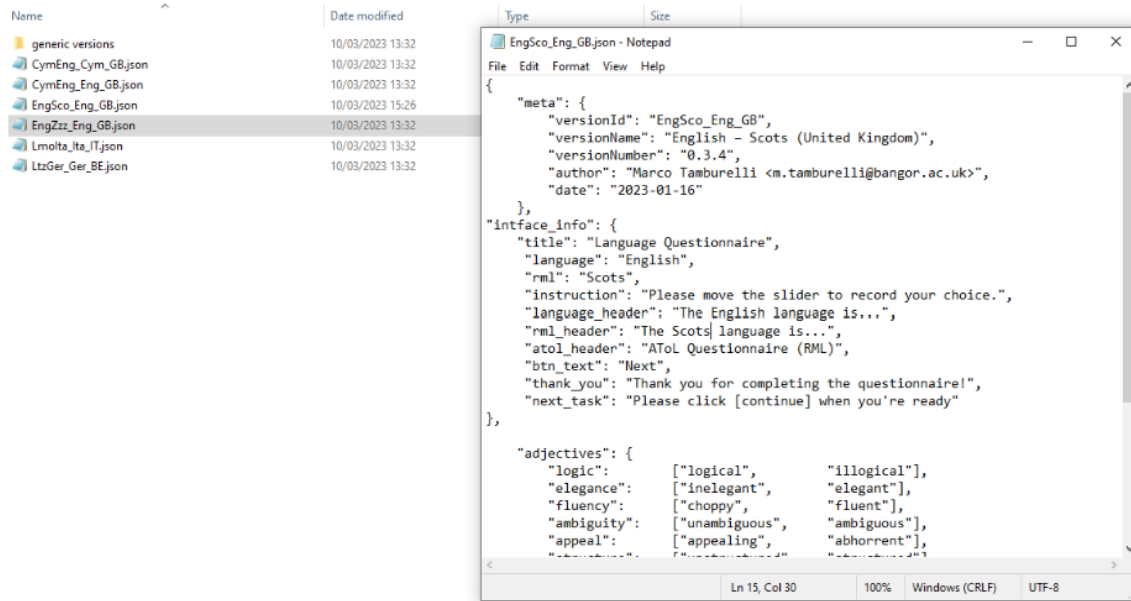 Name Date modified Type Size
generic versions 10/03/2023 13:32
CymEng_Cym_GB.json 10/03/2023 13:32
CymEng_Eng_GB.json 10/03/2023 13:32
EngSco_Eng_GB.json 10/03/2023 15:26
EngZzz_Eng_GB.json 10/03/2023 13:32
LmoIta_Ita_IT.json 10/03/2023 13:32
LtzGer_Ger_BE.json 10/03/2023 13:32
EngSco_Eng_GB.json - Notepad
File Edit Format View Help
{
"meta": {
"versionId": "EngSco_Eng_GB",
"versionName": "English – Scots (United Kingdom)",
"versionNumber": "0.3.4",
"author": "Marco Tamburelli <m.tamburelli@bangor.ac.uk>",
"date": "2023-01-16"
},
"intface_info": {
"title": "Language Questionnaire",
"language": "English",
"rml": "Scots",
"instruction": "Please move the slider to record your choice.",
"language_header": "The English language is...",
"rml_header": "The Scots language is...",
"atol_header": "AToL Questionnaire (RML)",
"btn_text": "Next",
"thank_you": "Thank you for completing the questionnaire!",
"next_task": "Please click [continue] when you're ready"
},
"adjectives": {
"logic": ["logical", "illogical"],
"elegance": ["inelegant", "elegant"],
"fluency": ["choppy", "fluent"],
"ambiguity": ["unambiguous", "ambiguous"],
"appeal": ["appealing", "abhorrent"],
Ln 15, Col 30 100% Windows (CRLF) UTF-8